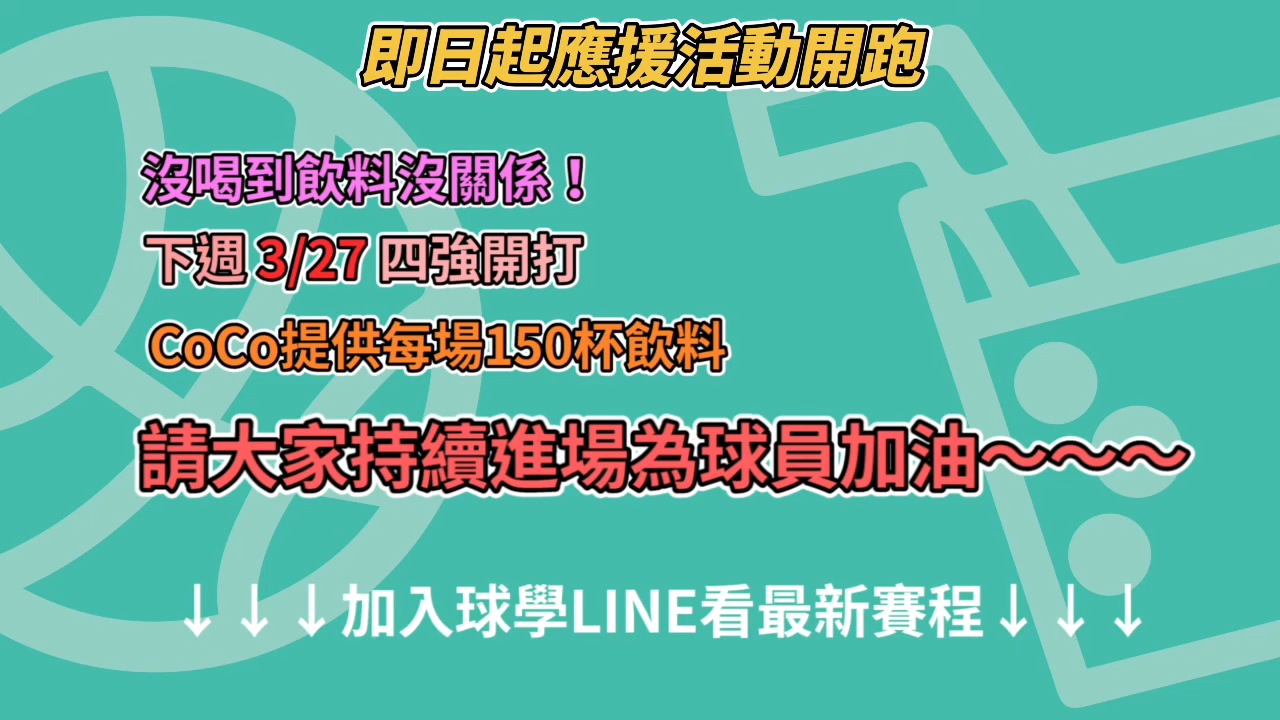 即日起應援活動開跑
沒喝到飲料沒關係！
下週 3/27 四強開打
CoCo提供每場150杯飲料
請大家持續進場為球員加油～～～
↓↓↓加入球學LINE看最新賽程↓↓↓